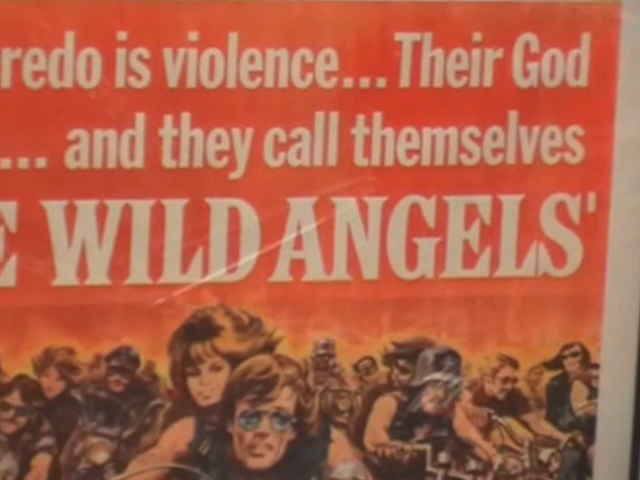 redo is violence...Their God
... and they call themselves
E WILD ANGELS'